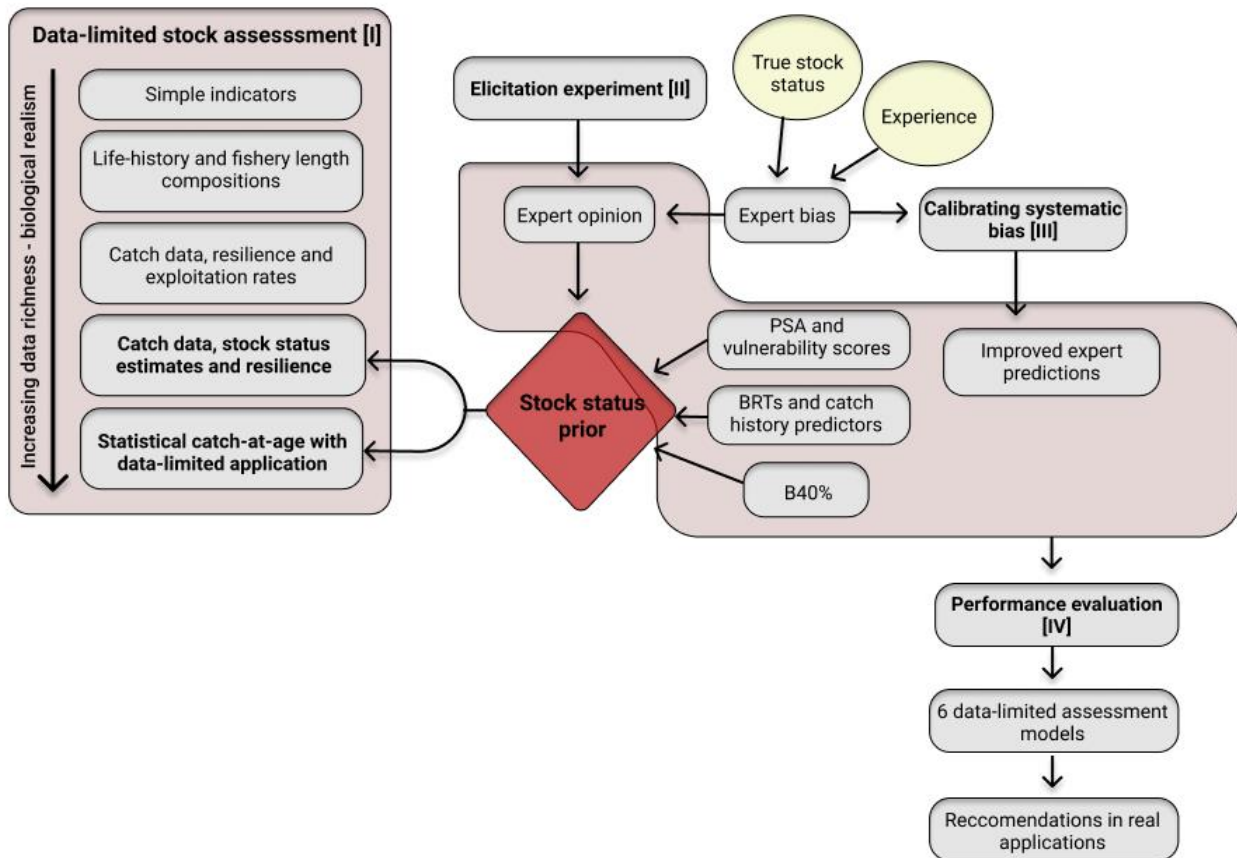 Data-limited stock assesssment [I]
Increasing data richness - biological realism
Simple indicators
Life-history and fishery length
compositions
Catch data, resilience and
exploitation rates
Catch data, stock status
estimates and resilience
Statistical catch-at-age with
data-limited application
Elicitation experiment [II]
True stock
status
Experience
Expert opinion
Expert bias
Calibrating systematic
bias [III]
Stock status
prior
PSA and
vulnerability scores
BRTs and catch
history predictors
B40%
Improved expert
predictions
Performance evaluation
[IV]
6 data-limited assessment
models
Reccomendations in real
applications